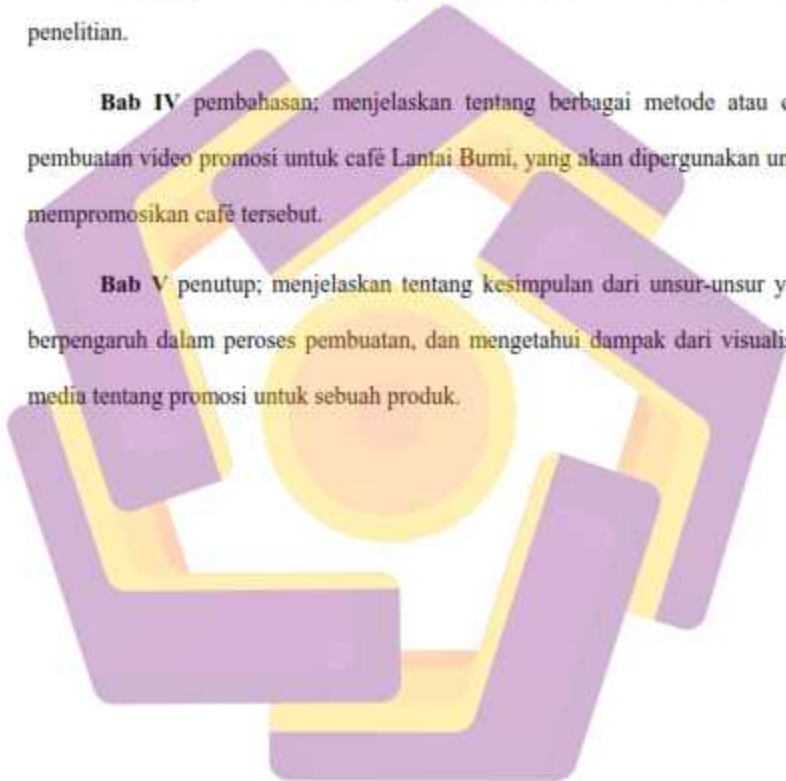 penelitian.
Bab IV pembahasan; menjelaskan tentang berbagai metode atau
pembuatan video promosi untuk café Lantai Bumi, yang akan dipergunakan
mempromosikan café tersebut.
Bab V penutup; menjelaskan tentang kesimpulan dari unsur-unsur
berpengaruh dalam peroses pembuatan, dan mengetahui dampak dari
media tentang promosi untuk sebuah produk.